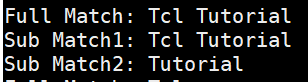 Full Match: Tcl Tutorial
Sub Match1: Tcl Tutorial
Sub Match2: Tutorial